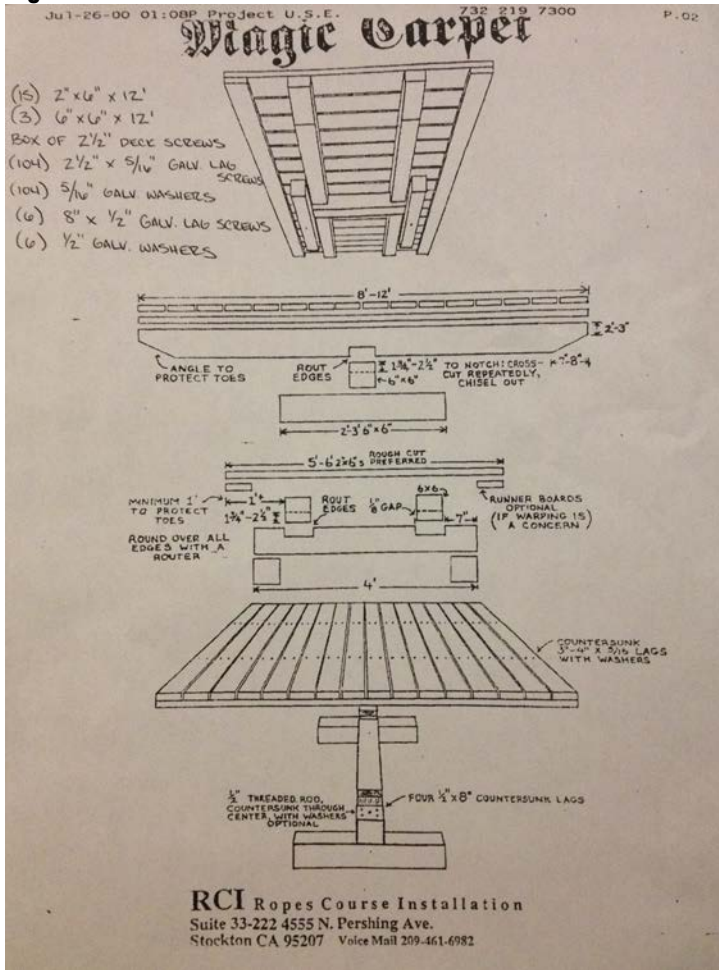 Jul-26-00 01:08P Project U.S.E. 732 219 7300 P.02
Magic Carpet
(15) 2"x6" x 12'
(3) 6"x6" x 12'
BOX OF 2½" DECK SCREWS
(104) 2½" x 5/16" GALV. LAG SCREWS
(104) 5/16" GALV. WASHERS
(6) 8" x ½" GALV. LAG SCREWS
(6) ½" GALV. WASHERS
8'-12'
2"-3"
ANGLE TO PROTECT TOES
ROUT EDGES
1¾"-2½"
6"x6"
TO NOTCH: CROSS-CUT REPEATEDLY, CHISEL OUT
7"-8"-4
2'-3' 6"x6"
5'-6' 2x6's ROUGH CUT PREFERRED
MINIMUM 1' TO PROTECT TOES
1'+
1¾"-2½"
ROUT EDGES
⅛" GAP
6x6
7"
RUNNER BOARDS OPTIONAL (IF WARPING IS A CONCERN)
ROUND OVER ALL EDGES WITH A ROUTER
4'
COUNTERSUNK 3"-4" x 5/16 LAGS WITH WASHERS
½" THREADED ROD, COUNTERSUNK THROUGH CENTER, WITH WASHERS OPTIONAL
FOUR ½"x8" COUNTERSUNK LAGS
RCI Ropes Course Installation
Suite 33-222 4555 N. Pershing Ave.
Stockton CA 95207 Voice Mail 209-461-6982